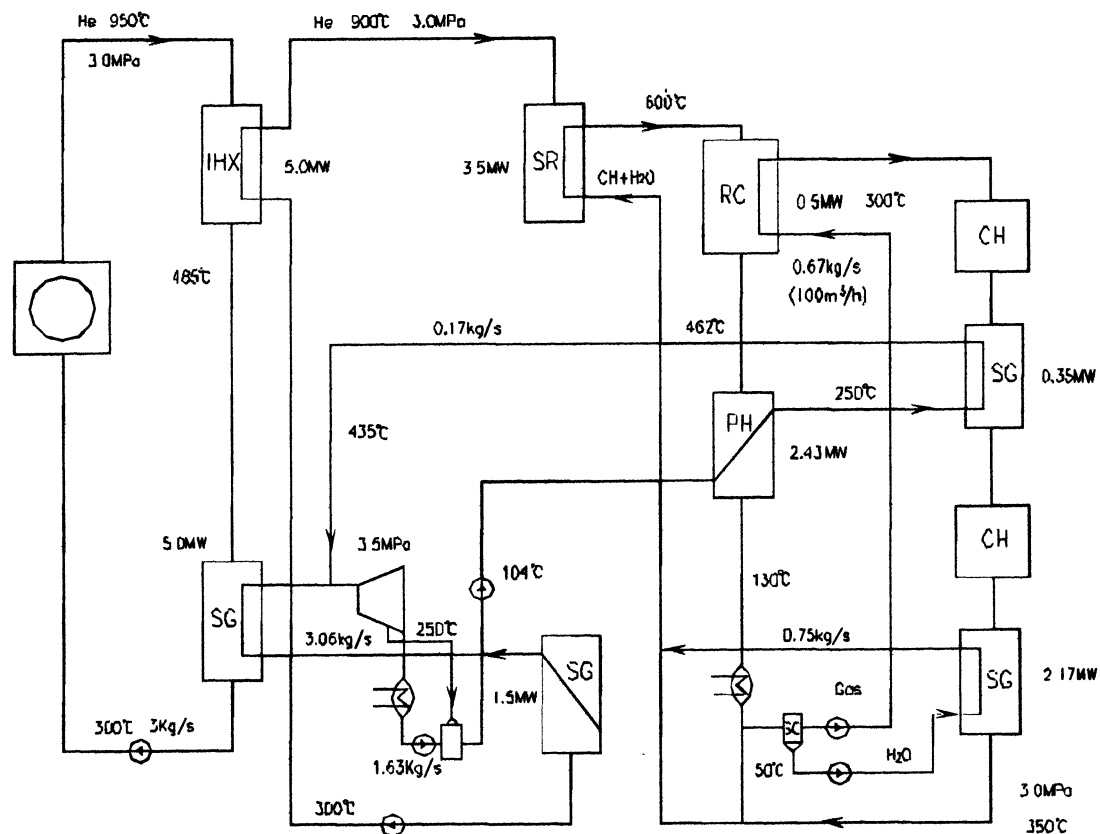 He 950℃
3.0MPa
He 900℃ 3.0MPa
IHX
5.0MW
3.5MW
SR
CH+H2O
600℃
RC
0.5MW
300℃
CH
485℃
0.67kg/s
(100m³/h)
0.17kg/s
462℃
SG
0.35MW
PH
250℃
2.43MW
435℃
5.0MW
3.5MPa
CH
SG
104℃
130℃
250℃
3.06kg/s
0.75kg/s
SG
1.5MW
SG
2.17MW
Gas
SC
300℃ 3Kg/s
1.63Kg/s
50℃
H2O
300℃
3.0MPa
350℃